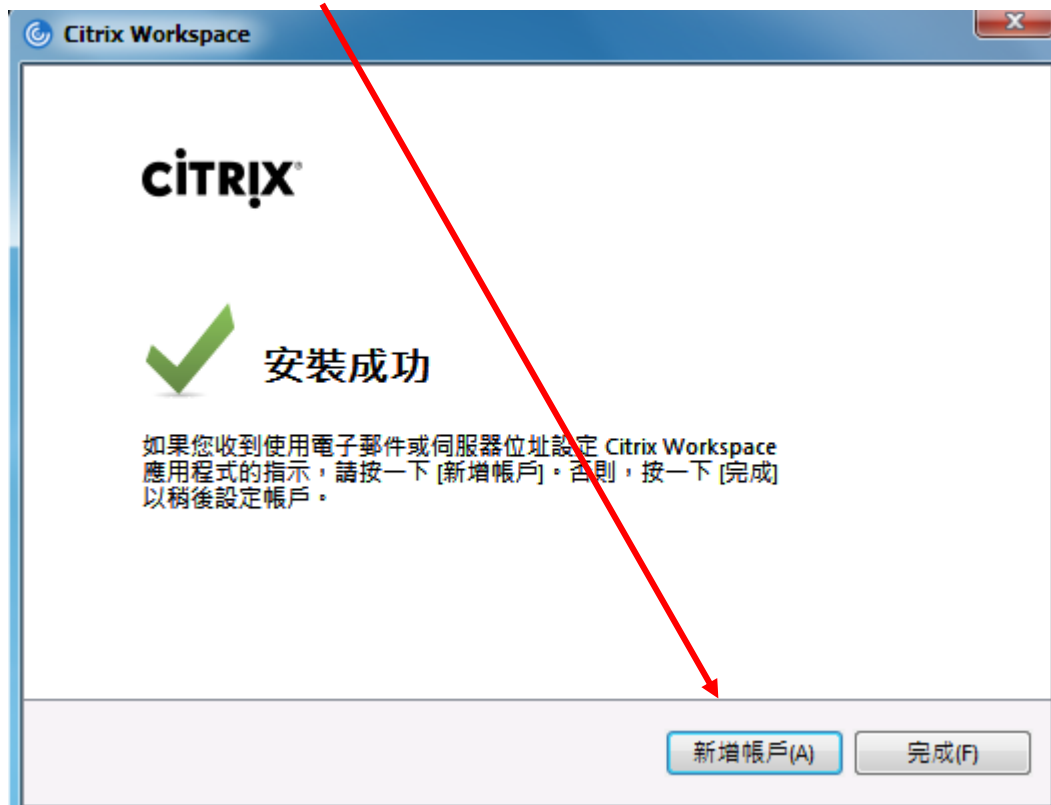 Citrix Workspace
CİTRỊX®
安裝成功
如果您收到使用電子郵件或伺服器位址設定 Citrix Workspace
應用程式的指示，請按一下 [新增帳戶]。否則，按一下 [完成]
以稍後設定帳戶。
新增帳戶(A)
完成(F)